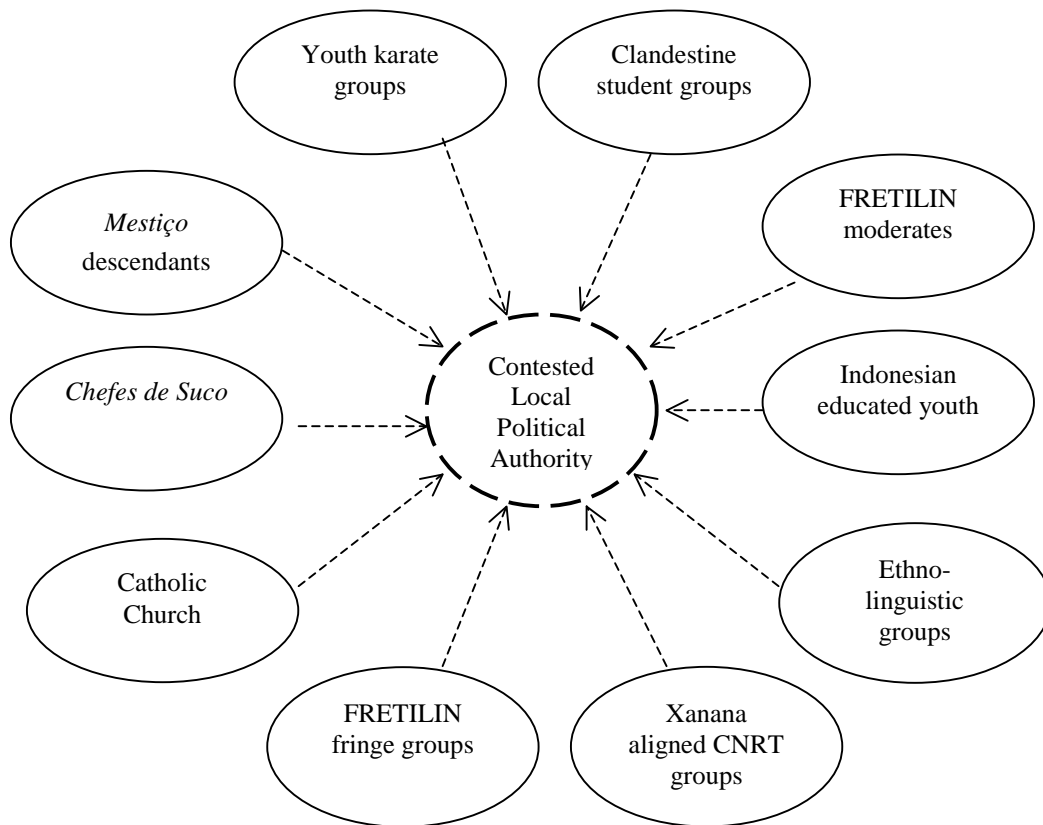 Youth karate
groups
Clandestine
student groups
FRETILIN
moderates
Mestiço
descendants
Contested
Local
Political
Authority
Indonesian
educated youth
Chefes de Suco
Ethno-
linguistic
groups
Catholic
Church
FRETILIN
fringe groups
Xanana
aligned CNRT
groups